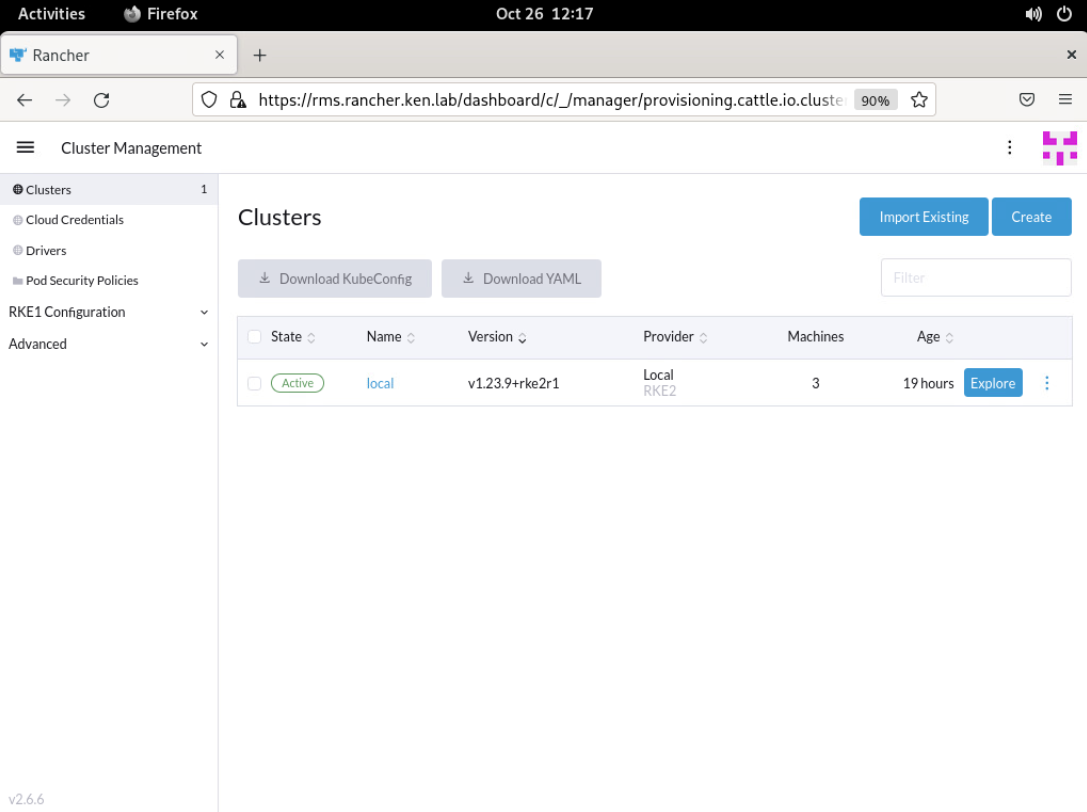 Activities Firefox Oct 26 12:17
Rancher
https://rms.rancher.ken.lab/dashboard/c/_/manager/provisioning.cattle.io.cluste 90%
Cluster Management
Clusters 1
Cloud Credentials
Drivers
Pod Security Policies
RKE1 Configuration
Advanced
v2.6.6
Clusters
Import Existing Create
Download KubeConfig Download YAML Filter
State Name Version Provider Machines Age
Active local v1.23.9+rke2r1 Local 3 19 hours Explore
RKE2